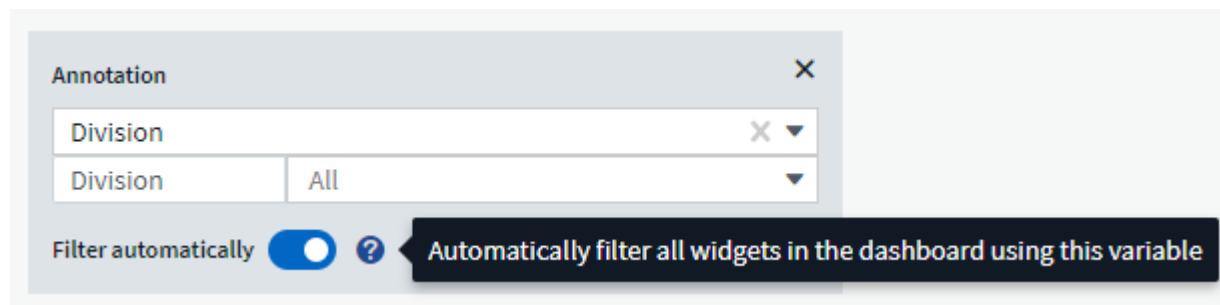 Annotation
Division
Division All
Filter automatically ? Automatically filter all widgets in the dashboard using this variable